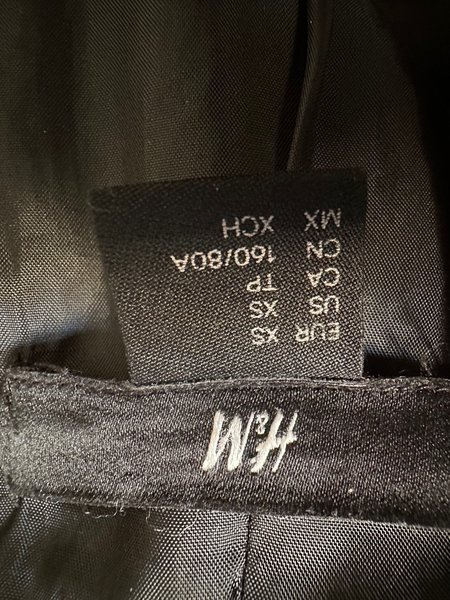 H&M
EUR XS
US XS
CA TP
CN 160/80A
MX XCH